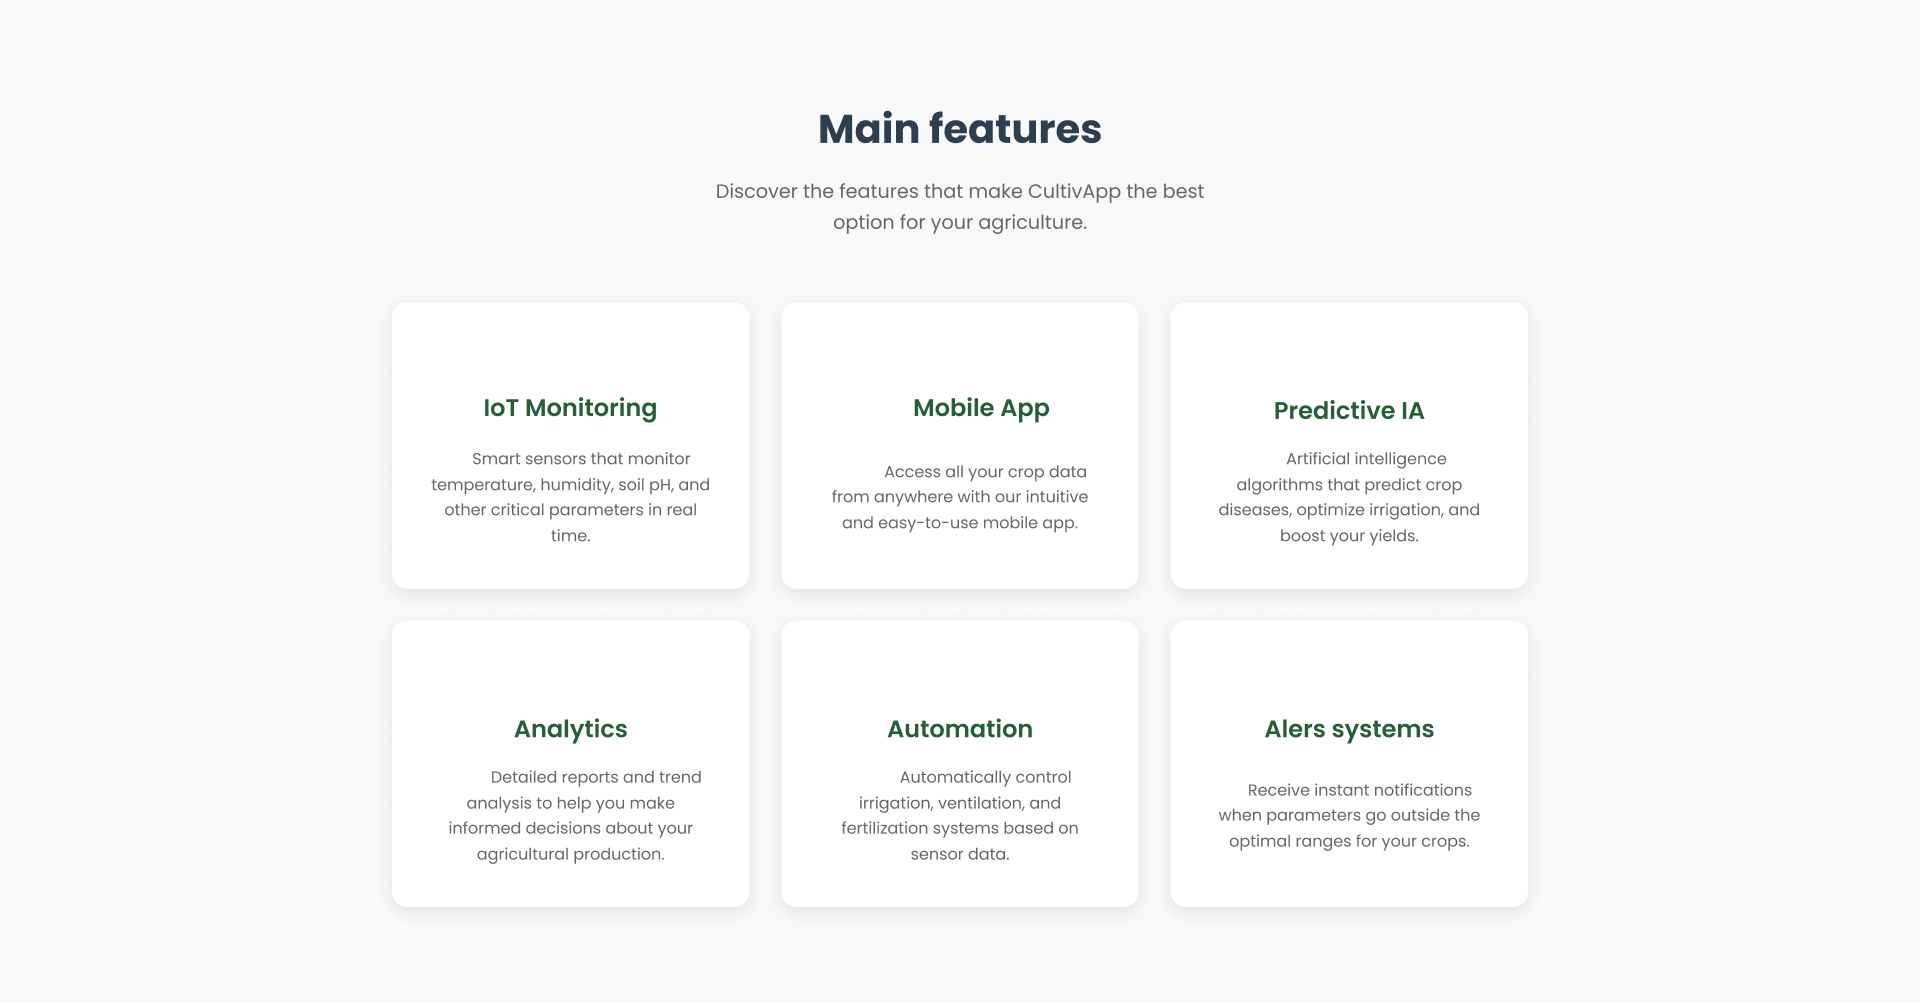 Main features
Discover the features that make CultivApp the best
option for your agriculture.
IoT Monitoring
Smart sensors that monitor
temperature, humidity, soil pH, and
other critical parameters in real
time.
Mobile App
Access all your crop data
from anywhere with our intuitive
and easy-to-use mobile app.
Predictive IA
Artificial intelligence
algorithms that predict crop
diseases, optimize irrigation, and
boost your yields.
Analytics
Detailed reports and trend
analysis to help you make
informed decisions about your
agricultural production.
Automation
Automatically control
irrigation, ventilation, and
fertilization systems based on
sensor data.
Alers systems
Receive instant notifications
when parameters go outside the
optimal ranges for your crops.